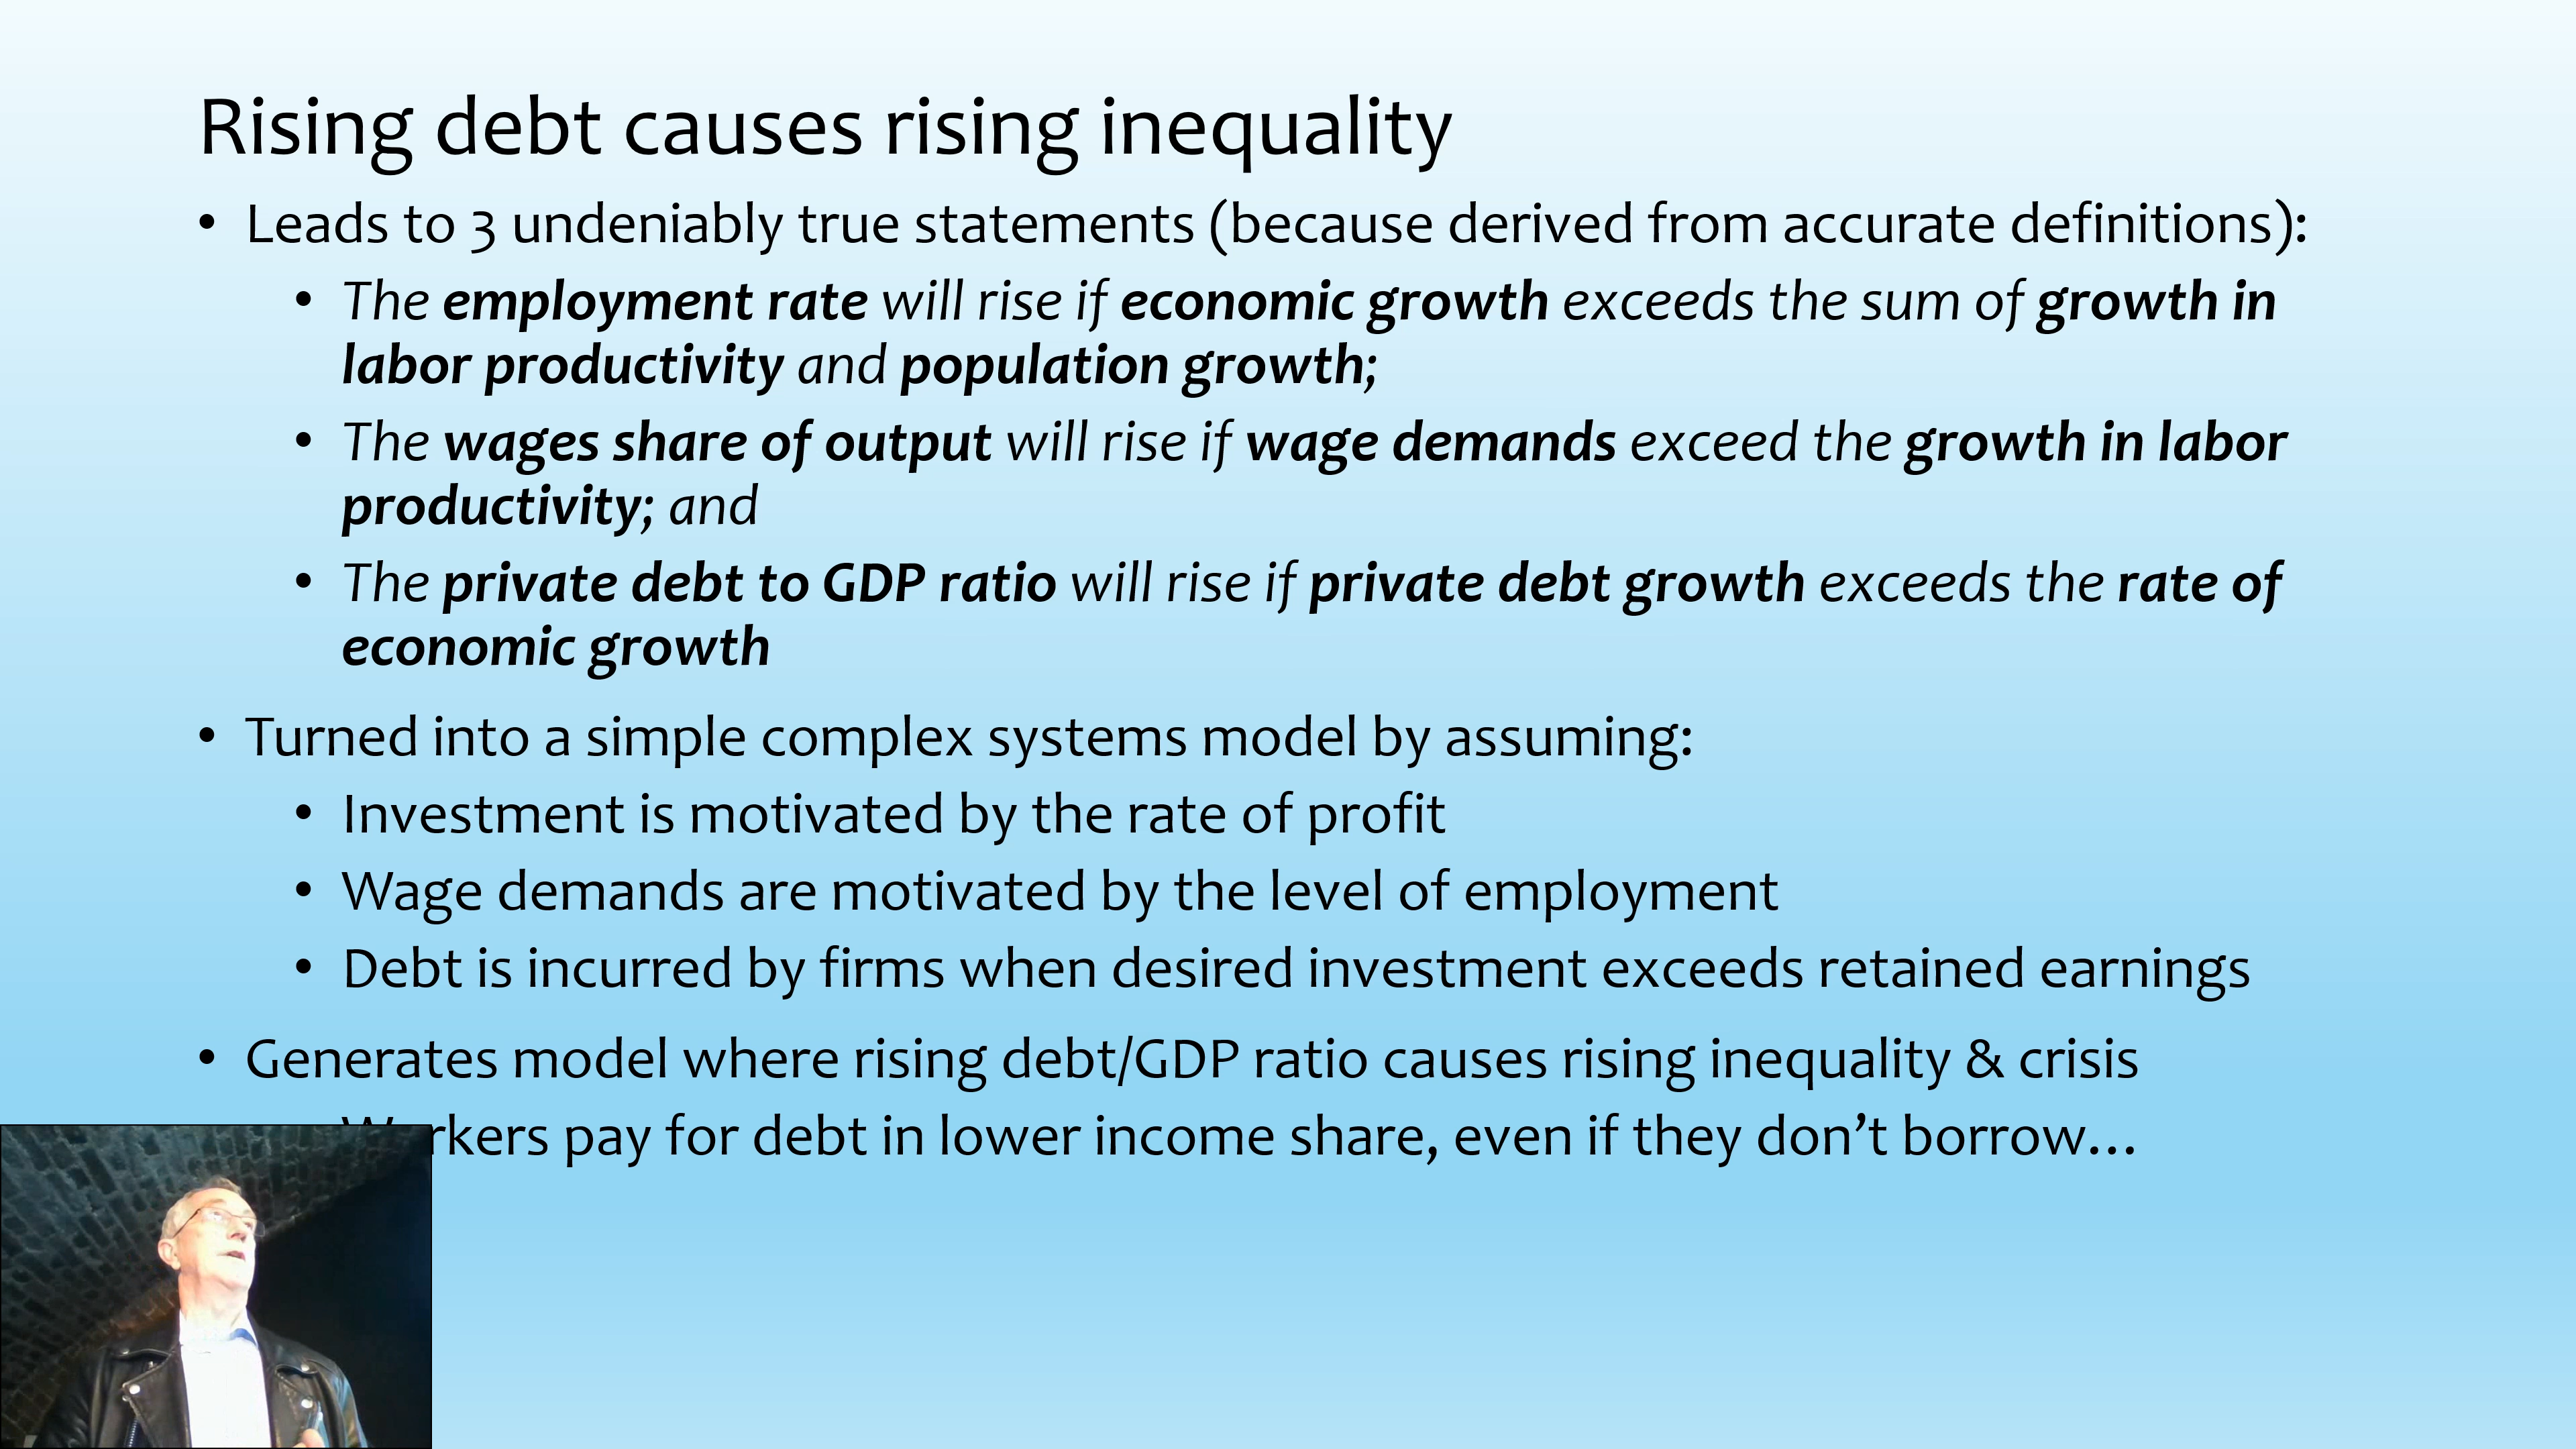 Rising debt causes rising inequality
• Leads to 3 undeniably true statements (because derived from accurate definitions):
• The employment rate will rise if economic growth exceeds the sum of growth in
labor productivity and population growth;
• The wages share of output will rise if wage demands exceed the growth in labor
productivity; and
• The private debt to GDP ratio will rise if private debt growth exceeds the rate of
economic growth
• Turned into a simple complex systems model by assuming:
• Investment is motivated by the rate of profit
• Wage demands are motivated by the level of employment
• Debt is incurred by firms when desired investment exceeds retained earnings
• Generates model where rising debt/GDP ratio causes rising inequality & crisis
Workers pay for debt in lower income share, even if they don’t borrow…